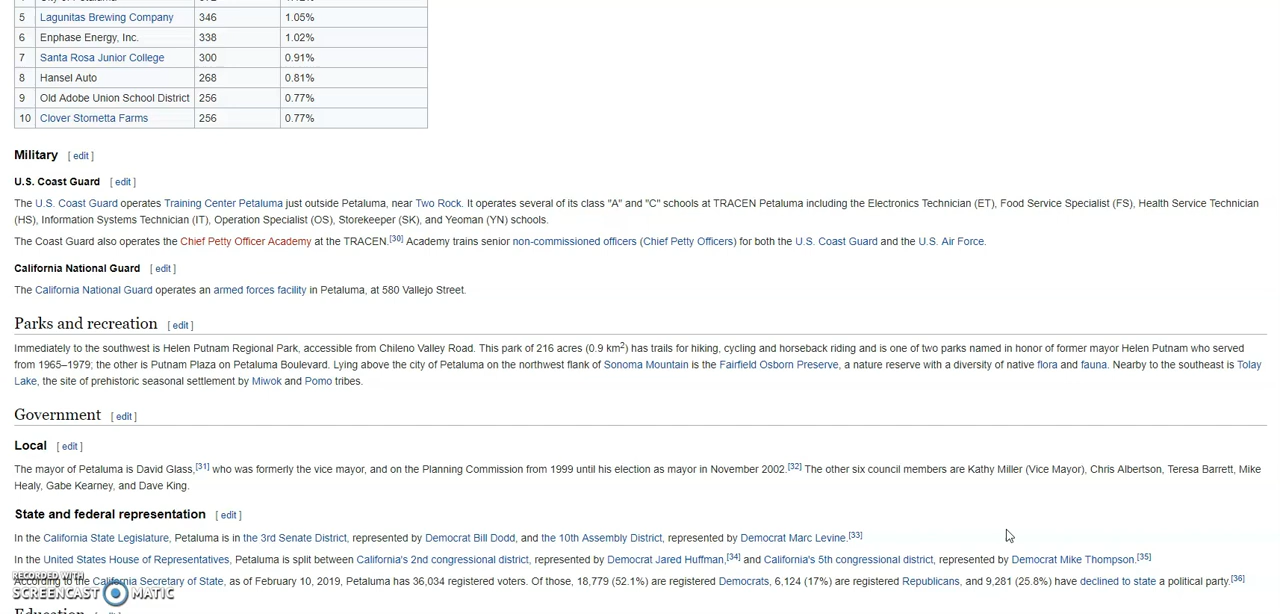 5 Lagunitas Brewing Company 346 1.05%
6 Enphase Energy, Inc. 338 1.02%
7 Santa Rosa Junior College 300 0.91%
8 Hansel Auto 268 0.81%
9 Old Adobe Union School District 256 0.77%
10 Clover Stornetta Farms 256 0.77%
Military [ edit ]
U.S. Coast Guard [ edit ]
The U.S. Coast Guard operates Training Center Petaluma just outside Petaluma, near Two Rock. It operates several of its class "A" and "C" schools at TRACEN Petaluma including the Electronics Technician (ET), Food Service Specialist (FS), Health Service Technician
(HS), Information Systems Technician (IT), Operation Specialist (OS), Storekeeper (SK), and Yeoman (YN) schools.
The Coast Guard also operates the Chief Petty Officer Academy at the TRACEN.[30] Academy trains senior non-commissioned officers (Chief Petty Officers) for both the U.S. Coast Guard and the U.S. Air Force.
California National Guard [ edit ]
The California National Guard operates an armed forces facility in Petaluma, at 580 Vallejo Street.
Parks and recreation [ edit ]
Immediately to the southwest is Helen Putnam Regional Park, accessible from Chileno Valley Road. This park of 216 acres (0.9 km2) has trails for hiking, cycling and horseback riding and is one of two parks named in honor of former mayor Helen Putnam who served
from 1965–1979; the other is Putnam Plaza on Petaluma Boulevard. Lying above the city of Petaluma on the northwest flank of Sonoma Mountain is the Fairfield Osborn Preserve, a nature reserve with a diversity of native flora and fauna. Nearby to the southeast is Tolay
Lake, the site of prehistoric seasonal settlement by Miwok and Pomo tribes.
Government [ edit ]
Local [ edit ]
The mayor of Petaluma is David Glass,[31] who was formerly the vice mayor, and on the Planning Commission from 1999 until his election as mayor in November 2002.[32] The other six council members are Kathy Miller (Vice Mayor), Chris Albertson, Teresa Barrett, Mike
Healy, Gabe Kearney, and Dave King.
State and federal representation [ edit ]
In the California State Legislature, Petaluma is in the 3rd Senate District, represented by Democrat Bill Dodd, and the 10th Assembly District, represented by Democrat Marc Levine.[33]
In the United States House of Representatives, Petaluma is split between California's 2nd congressional district, represented by Democrat Jared Huffman,[34] and California's 5th congressional district, represented by Democrat Mike Thompson.[35]
According to the California Secretary of State, as of February 10, 2019, Petaluma has 36,034 registered voters. Of those, 18,779 (52.1%) are registered Democrats, 6,124 (17%) are registered Republicans, and 9,281 (25.8%) have declined to state a political party.[36]
RECORDED WITH
SCREENCAST MATIC
Education